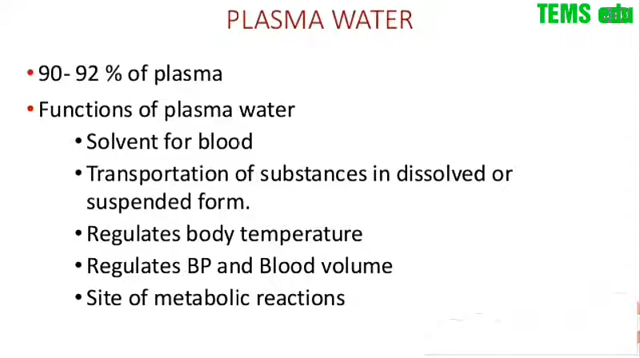 PLASMA WATER
TEMS edu
•90- 92 % of plasma
•Functions of plasma water
•Solvent for blood
•Transportation of substances in dissolved or
suspended form.
•Regulates body temperature
•Regulates BP and Blood volume
•Site of metabolic reactions